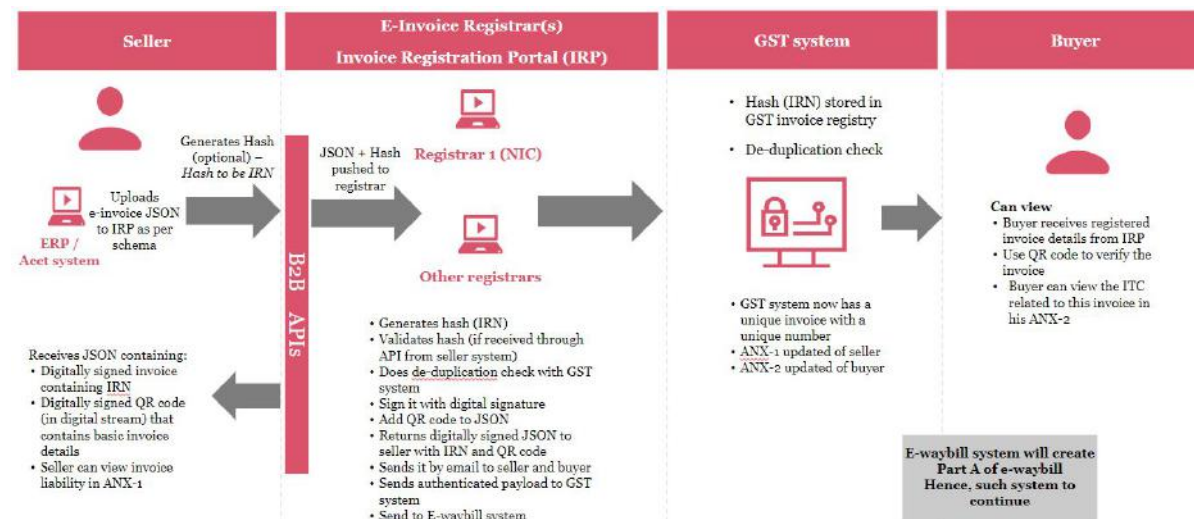 Seller
E-Invoice Registrar(s)
Invoice Registration Portal (IRP)
GST system
Buyer
Generates Hash
(optional) –
Hash to be IRN
Uploads
e-invoice JSON
to IRP as per
schema
ERP /
Acct system
Receives JSON containing:
• Digitally signed invoice
containing IRN
• Digitally signed QR code
(in digital stream) that
contains basic invoice
details
• Seller can view invoice
liability in ANX-1
B2B APIs
JSON + Hash
pushed to
registrar
Registrar 1 (NIC)
Other registrars
• Generates hash (IRN)
• Validates hash (if received through
API from seller system)
• Does de-duplication check with GST
system
• Sign it with digital signature
• Add QR code to JSON
• Returns digitally signed JSON to
seller with IRN and QR code
• Sends it by email to seller and buyer
• Sends authenticated payload to GST
system
• Send to E-waybill system
• Hash (IRN) stored in
GST invoice registry
• De-duplication check
• GST system now has a
unique invoice with a
unique number
• ANX-1 updated of seller
• ANX-2 updated of buyer
Can view
• Buyer receives registered
invoice details from IRP
• Use QR code to verify the
invoice
• Buyer can view the ITC
related to this invoice in
his ANX-2
E-waybill system will create
Part A of e-waybill
Hence, such system to
continue